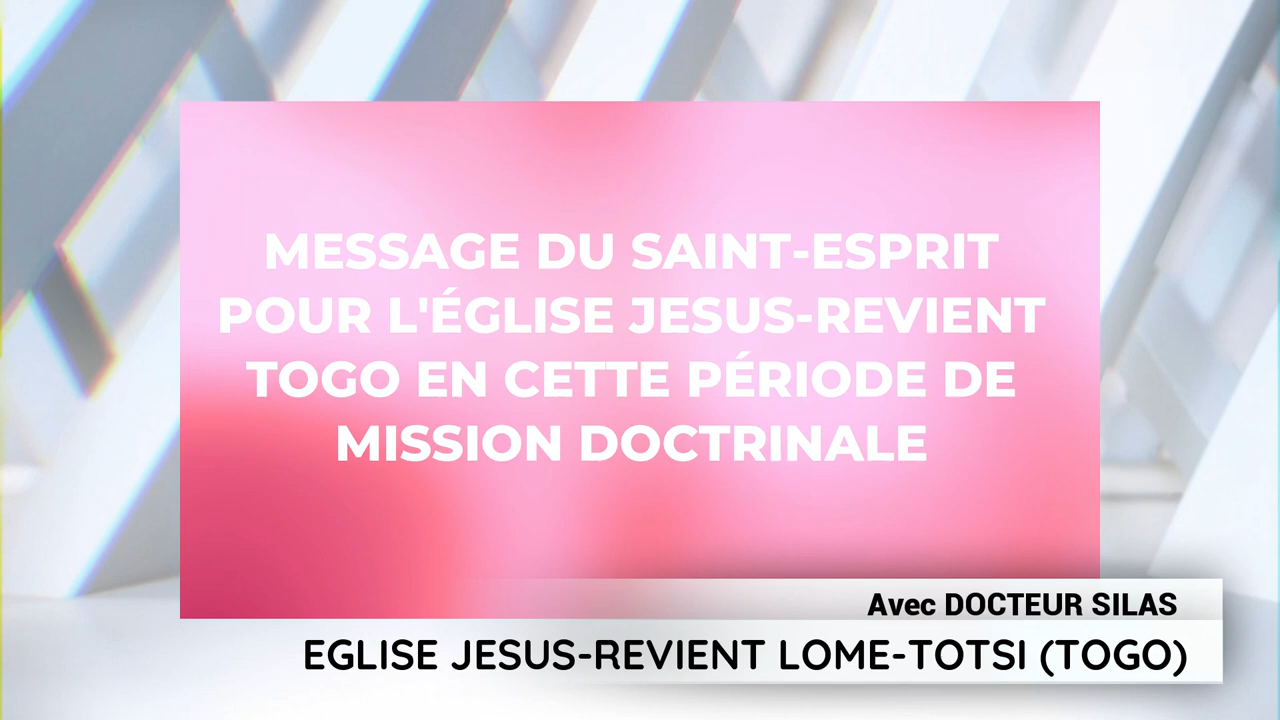 MESSAGE DU SAINT-ESPRIT
POUR L'ÉGLISE JESUS-REVIENT
TOGO EN CETTE PÉRIODE DE
MISSION DOCTRINALE
Avec DOCTEUR SILAS
EGLISE JESUS-REVIENT LOME-TOTSI (TOGO)